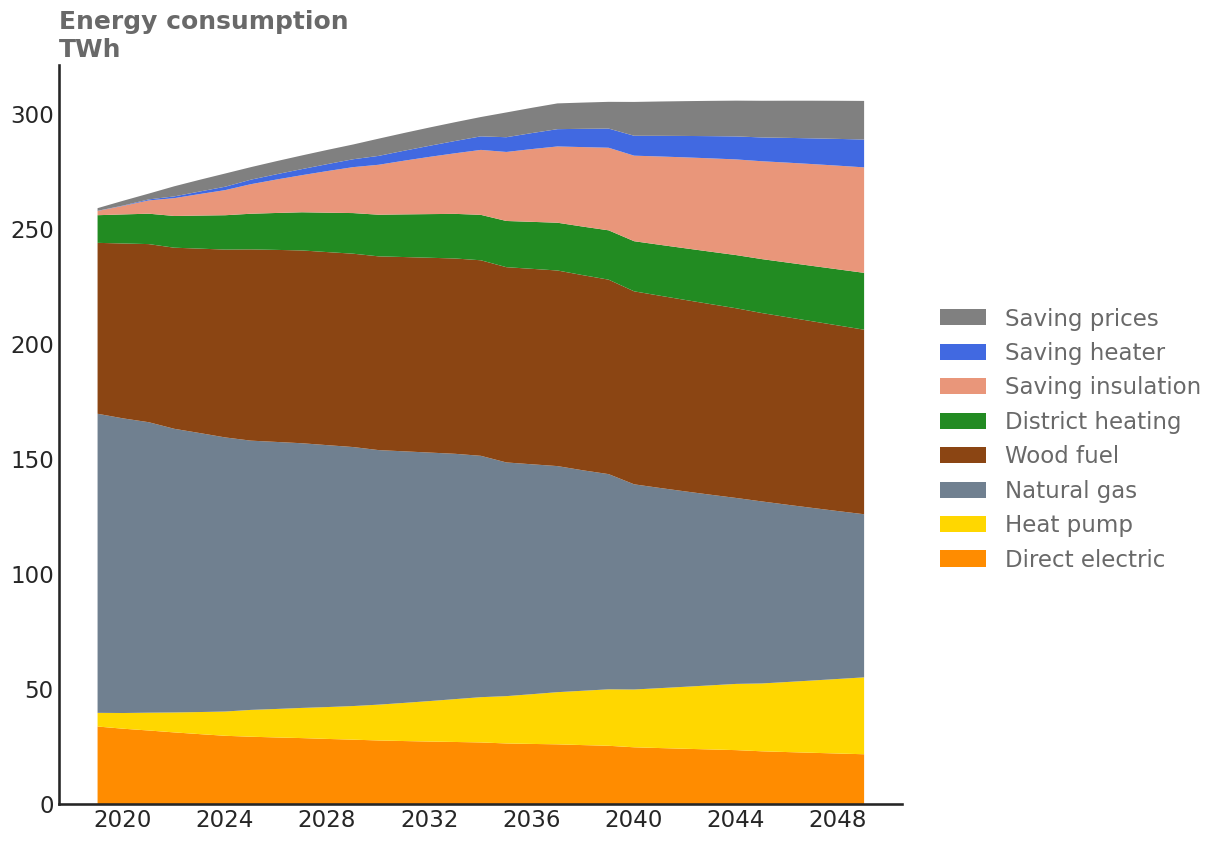 Energy consumption
TWh
300
250
200
150
100
50
0
2020 2024 2028 2032 2036 2040 2044 2048
Saving prices
Saving heater
Saving insulation
District heating
Wood fuel
Natural gas
Heat pump
Direct electric